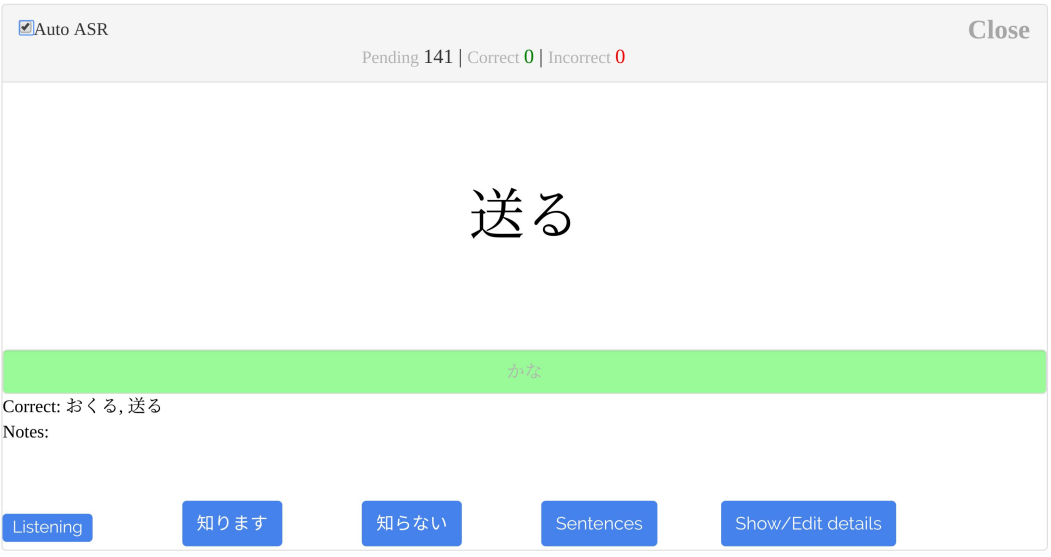 Auto ASR
Close
Pending 141 | Correct 0 | Incorrect 0
送る
かな
Correct: おくる, 送る
Notes:
Listening 知ります 知らない Sentences Show/Edit details